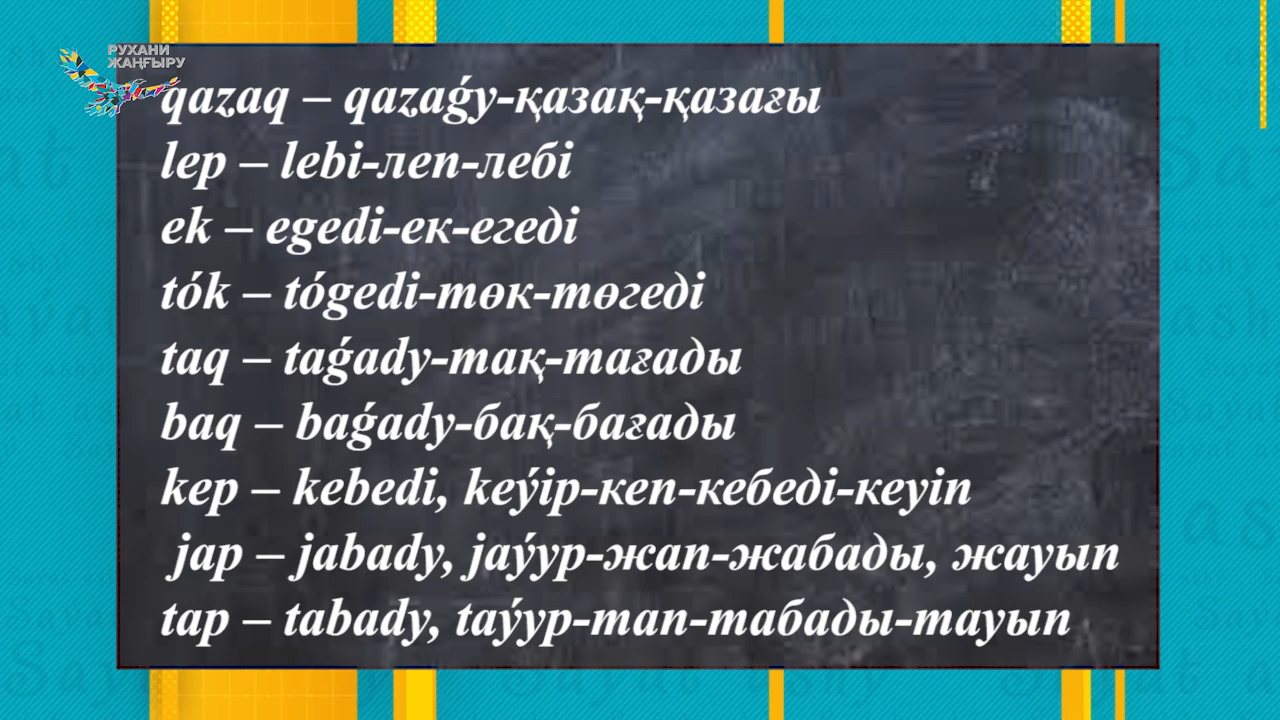 РУХАНИ
ЖАҢҒЫРУ
qazaq – qazaǵy-қазақ-қазағы
lep – lebi-леп-лебі
ek – egedi-ек-егеді
tók – tógedi-төк-төгеді
taq – taǵady-тақ-тағады
baq – baǵady-бақ-бағады
kep – kebedi, keýip-кеп-кебеді-кеуіп
jap – jabady, jaýyp-жап-жабады, жауып
tap – tabady, taýyp-тап-табады-тауып